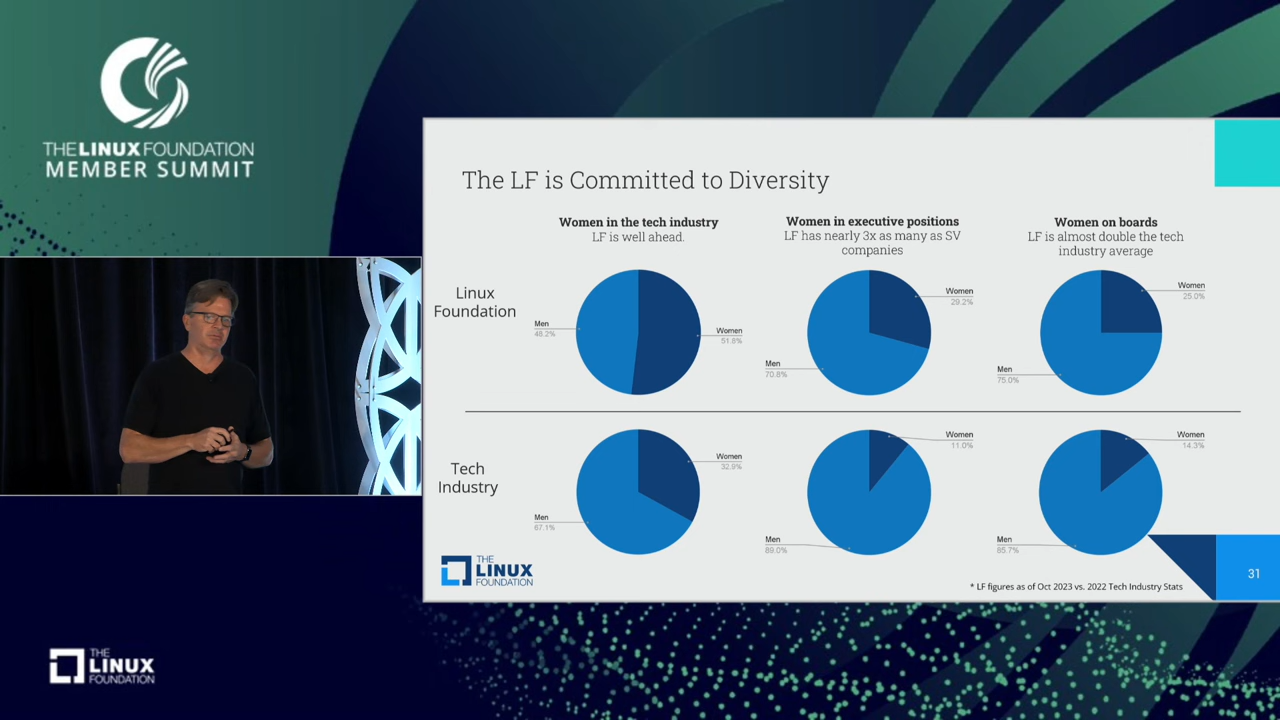 THE LINUX FOUNDATION
MEMBER SUMMIT
The LF is Committed to Diversity
Women in the tech industry
LF is well ahead.
Women in executive positions
LF has nearly 3x as many as SV
companies
Women on boards
LF is almost double the tech
industry average
Linux
Foundation
Men
48.2%
Women
51.8%
Women
29.2%
Men
70.8%
Women
25.0%
Men
75.0%
Tech
Industry
Women
32.9%
Men
67.1%
Women
11.0%
Men
89.0%
Women
14.3%
Men
85.7%
THE
LINUX
FOUNDATION
* LF figures as of Oct 2023 vs. 2022 Tech Industry Stats
31
THE
LINUX
FOUNDATION